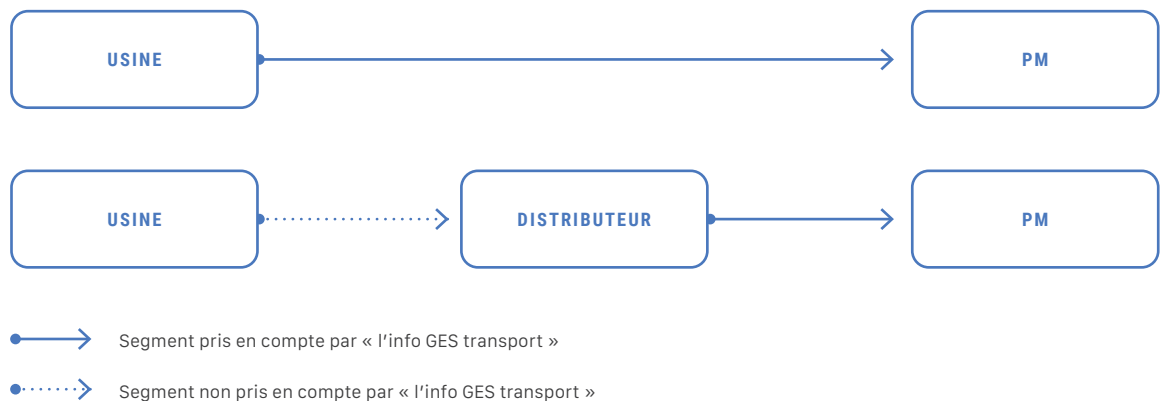 USINE
PM
USINE
DISTRIBUTEUR
PM
Segment pris en compte par « l’info GES transport »
Segment non pris en compte par « l’info GES transport »